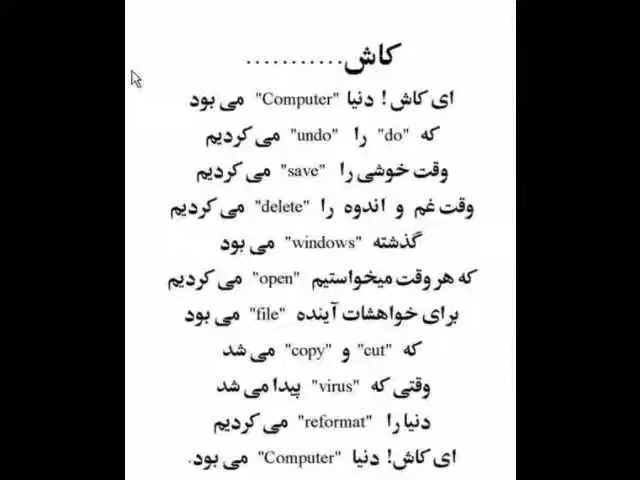 کاش...........
ای کاش! دنیا "Computer" می بود
که "do" را "undo" می کردیم
وقت خوشی را "save" می کردیم
وقت غم و اندوه را "delete" می کردیم
گذشته "windows" می بود
که هر وقت میخواستیم "open" می کردیم
برای خواهشات آینده "file" می بود
که "cut" و "copy" می شد
وقتی که "virus" پیدا می شد
دنیا را "reformat" می کردیم
ای کاش! دنیا "Computer" می بود.